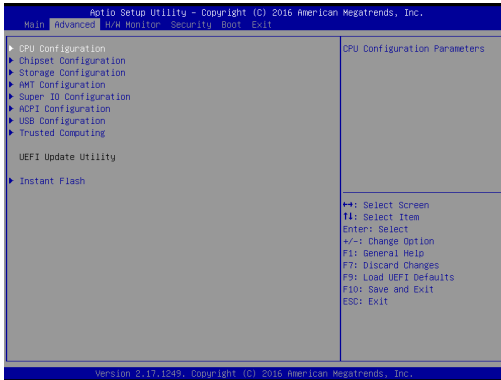 Aptio Setup Utility – Copyright (C) 2016 American Megatrends, Inc.
Main Advanced H/W Monitor Security Boot Exit
CPU Configuration
Chipset Configuration
Storage Configuration
AMT Configuration
Super IO Configuration
ACPI Configuration
USB Configuration
Trusted Computing
UEFI Update Utility
Instant Flash
CPU Configuration Parameters
↔: Select Screen
↑↓: Select Item
Enter: Select
+/-: Change Option
F1: General Help
F7: Discard Changes
F9: Load UEFI Defaults
F10: Save and Exit
ESC: Exit
Version 2.17.1249. Copyright (C) 2016 American Megatrends, Inc.